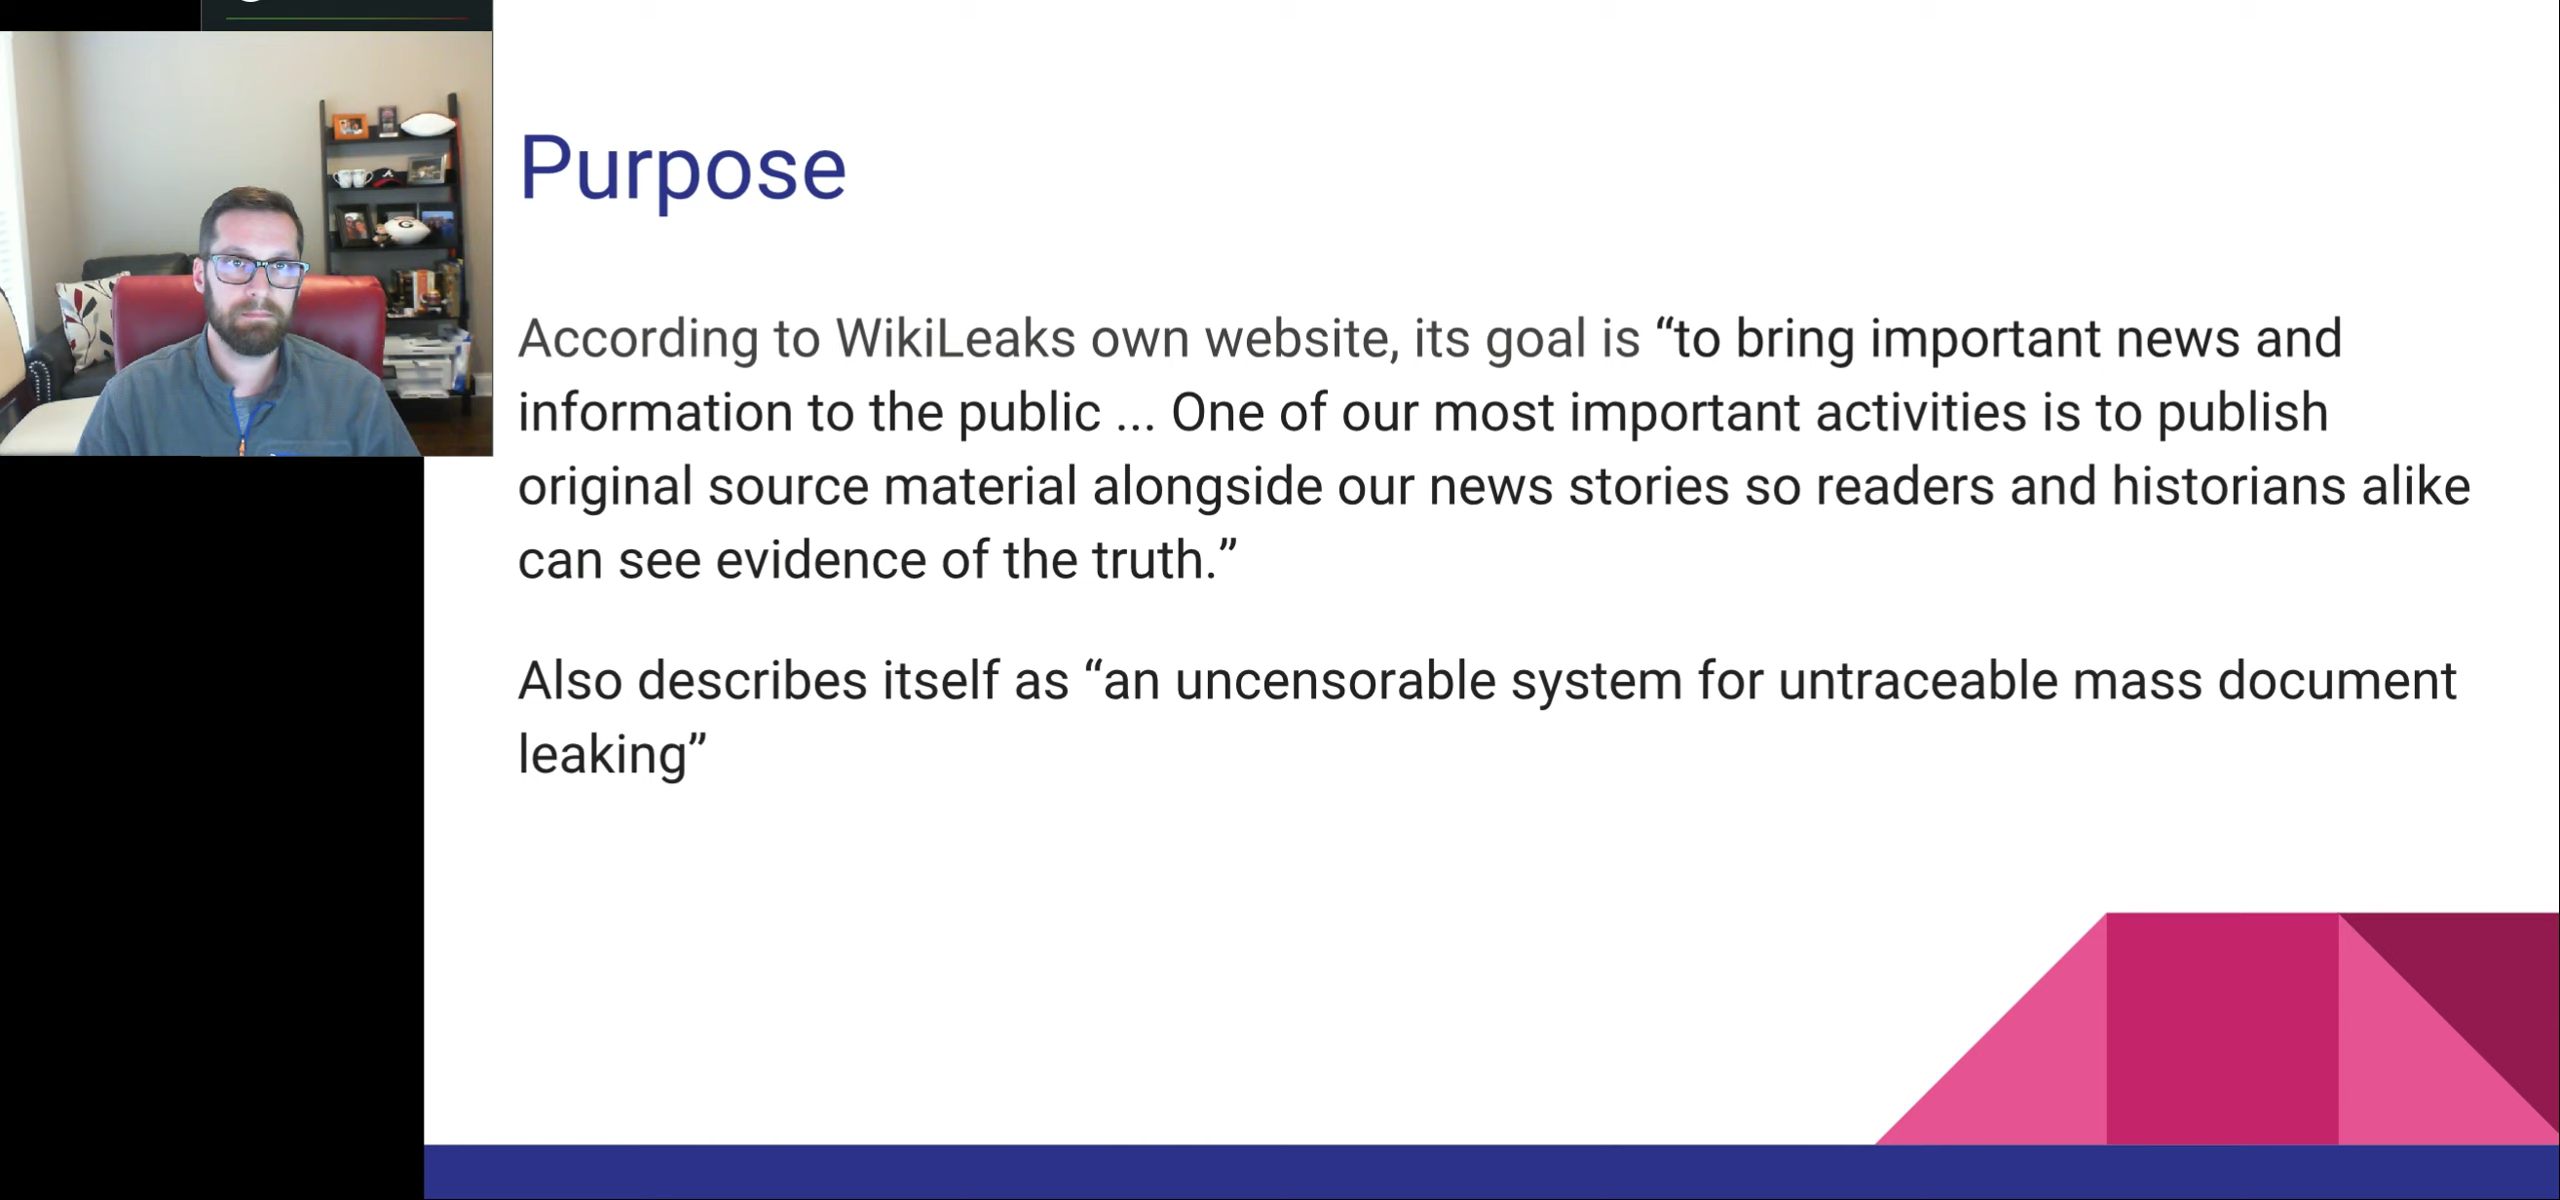 Purpose
According to WikiLeaks own website, its goal is “to bring important news and
information to the public ... One of our most important activities is to publish
original source material alongside our news stories so readers and historians alike
can see evidence of the truth.”
Also describes itself as “an uncensorable system for untraceable mass document
leaking”